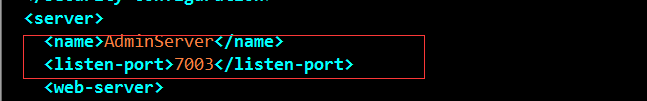 <server>
<name>AdminServer</name>
<listen-port>7003</listen-port>
<web-server>